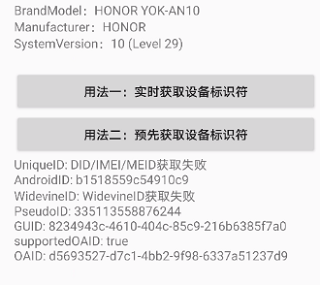 BrandModel：HONOR YOK-AN10
Manufacturer：HONOR
SystemVersion：10 (Level 29)
用法一：实时获取设备标识符
用法二：预先获取设备标识符
UniqueID: DID/IMEI/MEID获取失败
AndroidID: b1518559c54910c9
WidevineID: WidevineID获取失败
PseudoID: 335113558876244
GUID: 8234943c-4610-404c-85c9-216b6385f7a0
supportedOAID: true
OAID: d5693527-d7c1-4bb2-9f98-6337a51237d9